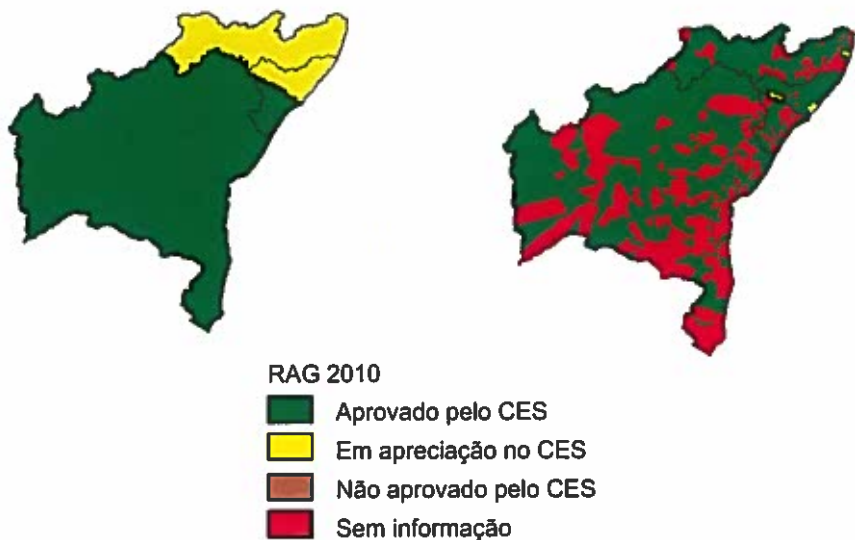 RAG 2010
Aprovado pelo CES
Em apreciação no CES
Não aprovado pelo CES
Sem informação